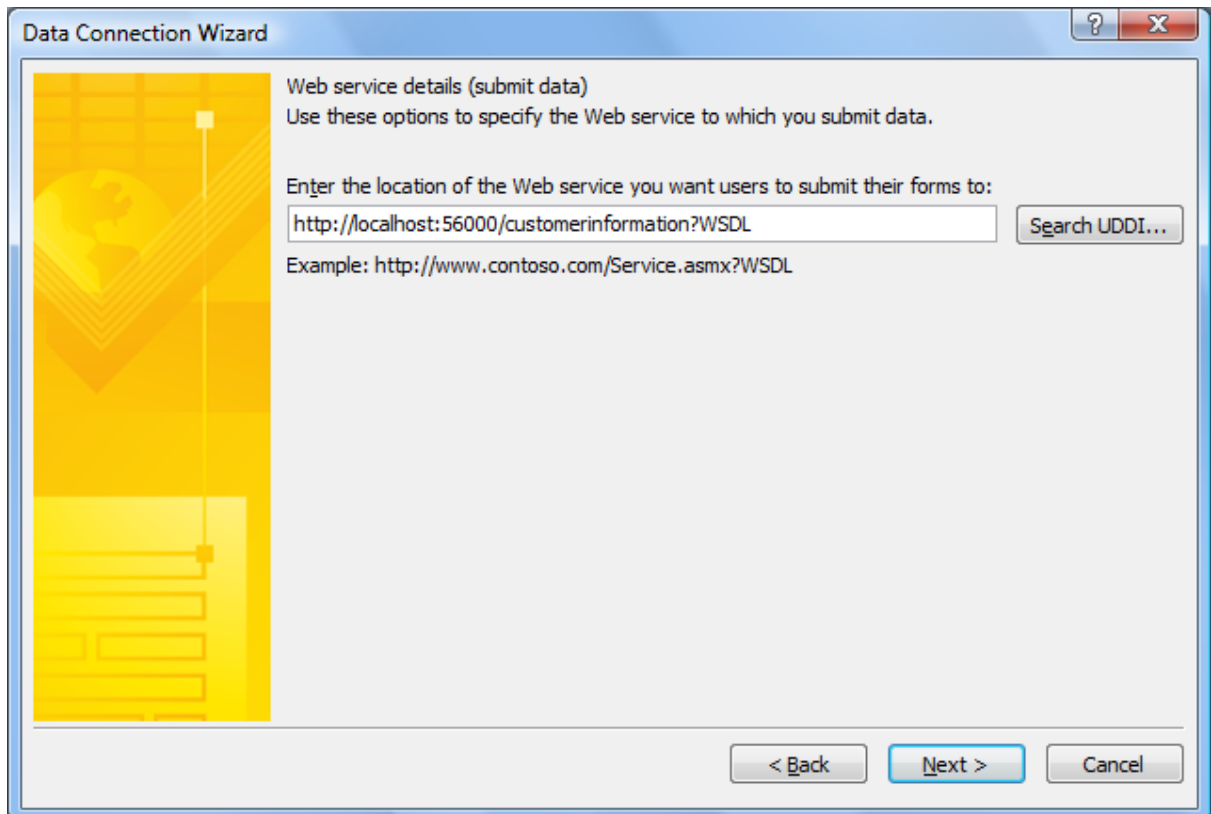 Data Connection Wizard
Web service details (submit data)
Use these options to specify the Web service to which you submit data.
Enter the location of the Web service you want users to submit their forms to:
http://localhost:56000/customerinformation?WSDL
Search UDDI...
Example: http://www.contoso.com/Service.asmx?WSDL
< Back
Next >
Cancel